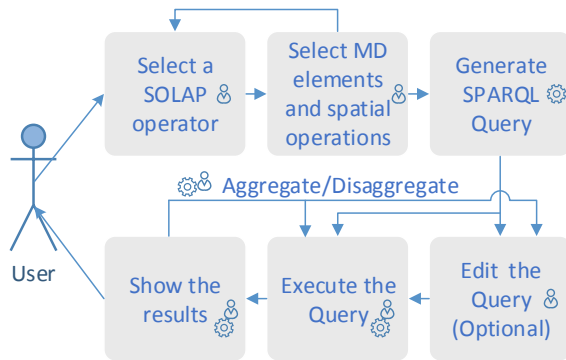 Select a
SOLAP
operator
Select MD
elements
and spatial
operations
Generate
SPARQL
Query
Aggregate/Disaggregate
User
Show the
results
Execute the
Query
Edit the
Query
(Optional)